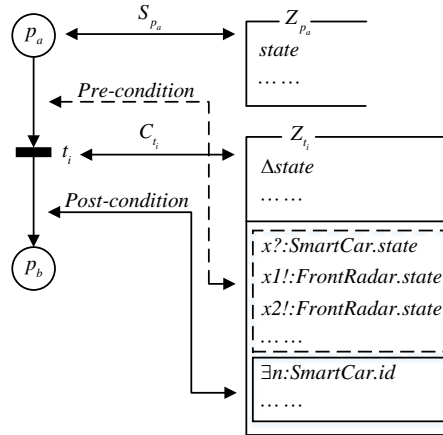 p_a
S_{p_a}
Z_{p_a}
state
... ...
Pre-condition
t_i
C_{t_i}
Z_{t_i}
Δstate
... ...
Post-condition
p_b
x?:SmartCar.state
x1!:FrontRadar.state
x2!:FrontRadar.state
... ...
∃n:SmartCar.id
... ...